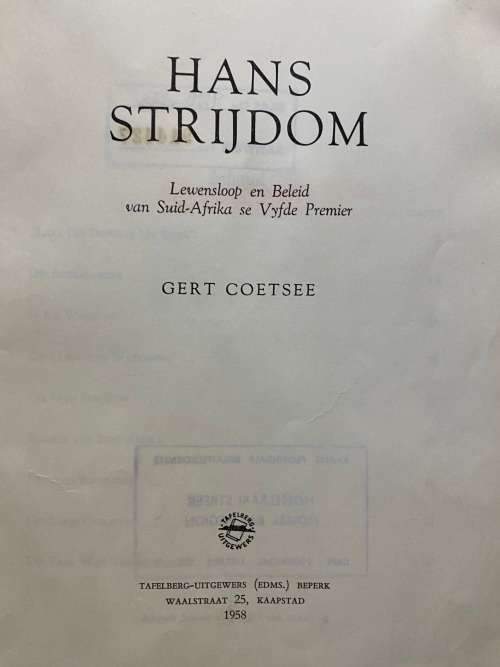 HANS
STRIJDOM
Lewensloop en Beleid
van Suid-Afrika se Vyfde Premier
GERT COETSEE
TAFELBERG
UITGEWERS
TAFELBERG-UITGEWERS (EDMS.) BEPERK
WAALSTRAAT 25, KAAPSTAD
1958